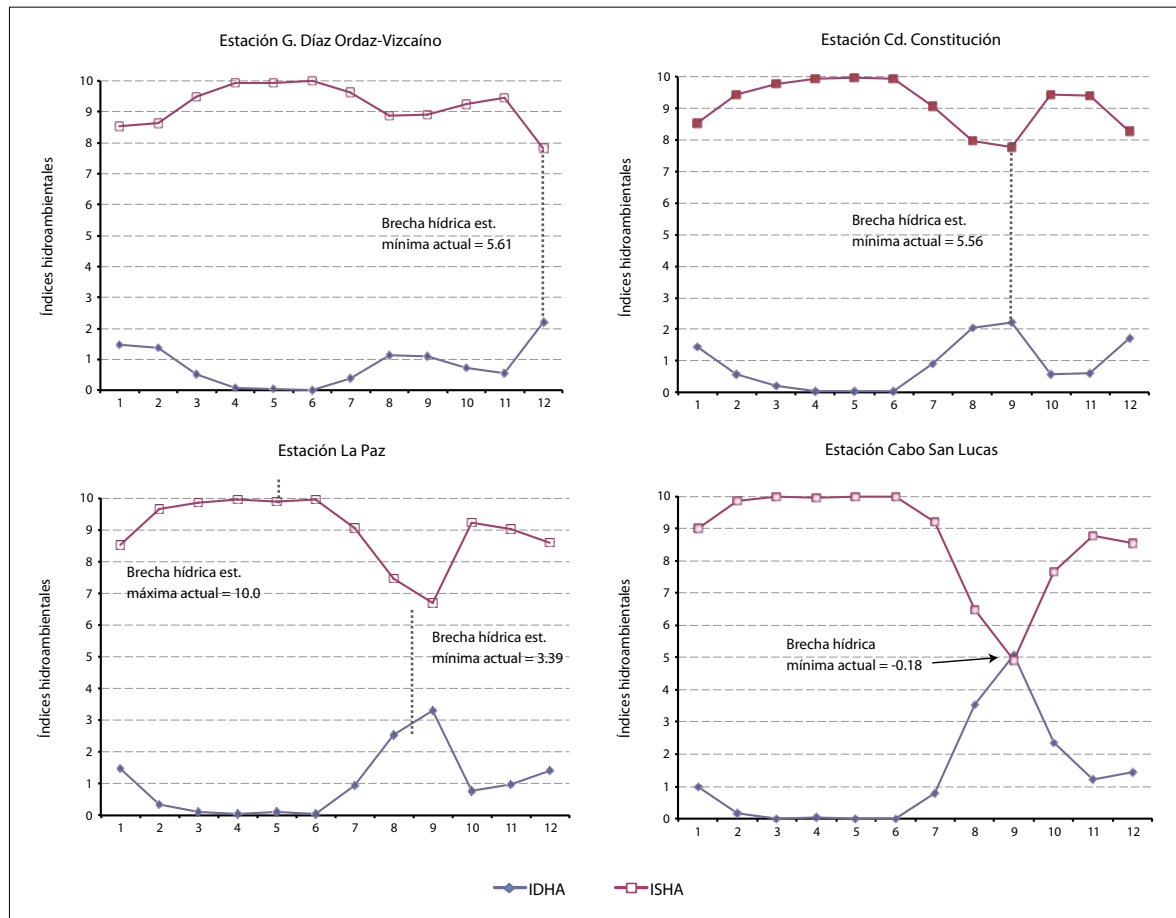 Estación G. Díaz Ordaz-Vizcaíno
Índices hidroambientales
10
9
8
7
6
5
4
3
2
1
0
Brecha hídrica est.
mínima actual = 5.61
1 2 3 4 5 6 7 8 9 10 11 12
Estación Cd. Constitución
Índices hidroambientales
10
9
8
7
6
5
4
3
2
1
0
Brecha hídrica est.
mínima actual = 5.56
1 2 3 4 5 6 7 8 9 10 11 12
Estación La Paz
Índices hidroambientales
10
9
8
7
6
5
4
3
2
1
0
Brecha hídrica est.
máxima actual = 10.0
Brecha hídrica est.
mínima actual = 3.39
1 2 3 4 5 6 7 8 9 10 11 12
Estación Cabo San Lucas
Índices hidroambientales
10
9
8
7
6
5
4
3
2
1
0
Brecha hídrica
mínima actual = -0.18
1 2 3 4 5 6 7 8 9 10 11 12
IDHA ISHA